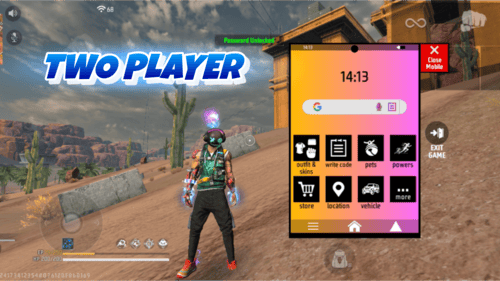 68
Password Unlocked
14:13
TWO PLAYER
Close
Mobile
14:13
outfit &
skins
write code
pets
powers
store
location
vehicle
more
EXIT
GAME